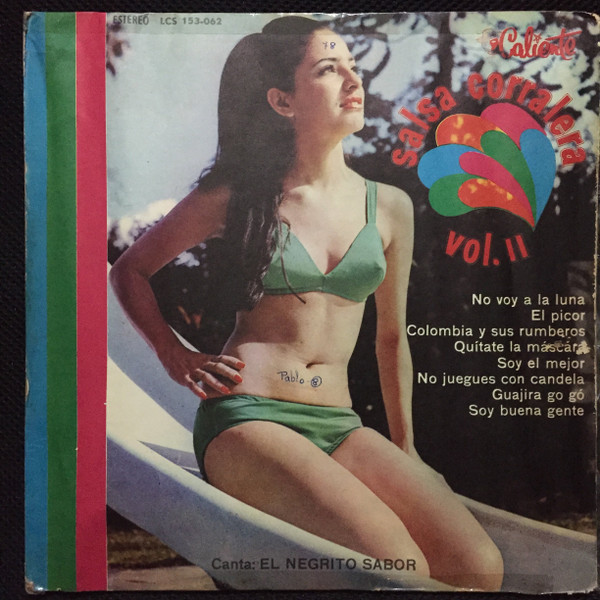 ESTEREO LCS 153-062
78
Caliente
salsa corralera
vol. II
No voy a la luna
El picor
Colombia y sus rumberos
Quítate la máscara
Soy el mejor
No juegues con candela
Guajira go gó
Soy buena gente
Pablo @
Canta: EL NEGRITO SABOR